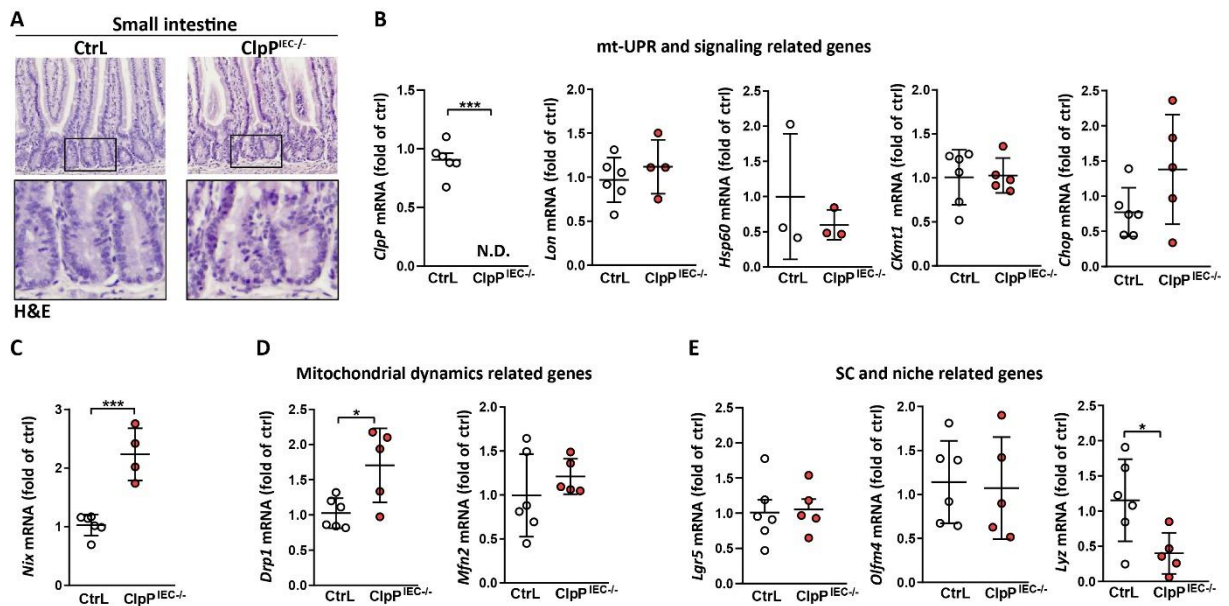 A
Small intestine
CtrL
ClpP IEC-/-
H&E
B
mt-UPR and signaling related genes
ClpP mRNA (fold of ctrl)
1.5
1.0
0.5
0.0
***
N.D.
CtrL
ClpP IEC-/-
Lon mRNA (fold of ctrl)
2.0
1.5
1.0
0.5
0.0
CtrL
ClpP IEC-/-
Hsp60 mRNA (fold of ctrl)
2.5
2.0
1.5
1.0
0.5
0.0
CtrL
ClpP IEC-/-
CKmt1 mRNA (fold of ctrl)
2.0
1.5
1.0
0.5
0.0
CtrL
ClpP IEC-/-
Chop mRNA (fold of ctrl)
2.5
2.0
1.5
1.0
0.5
0.0
CtrL
ClpP IEC-/-
C
Nix mRNA (fold of ctrl)
3
2
1
0
***
CtrL
ClpP IEC-/-
D
Mitochondrial dynamics related genes
Drp1 mRNA (fold of ctrl)
2.5
2.0
1.5
1.0
0.5
0.0
*
CtrL
ClpP IEC-/-
Mfn2 mRNA (fold of ctrl)
2.0
1.5
1.0
0.5
0.0
CtrL
ClpP IEC-/-
E
SC and niche related genes
Lgr5 mRNA (fold of ctrl)
2.5
2.0
1.5
1.0
0.5
0.0
CtrL
ClpP IEC-/-
Olfm4 mRNA (fold of ctrl)
2.0
1.5
1.0
0.5
0.0
CtrL
ClpP IEC-/-
Lyz mRNA (fold of ctrl)
2.5
2.0
1.5
1.0
0.5
0.0
*
CtrL
ClpP IEC-/-